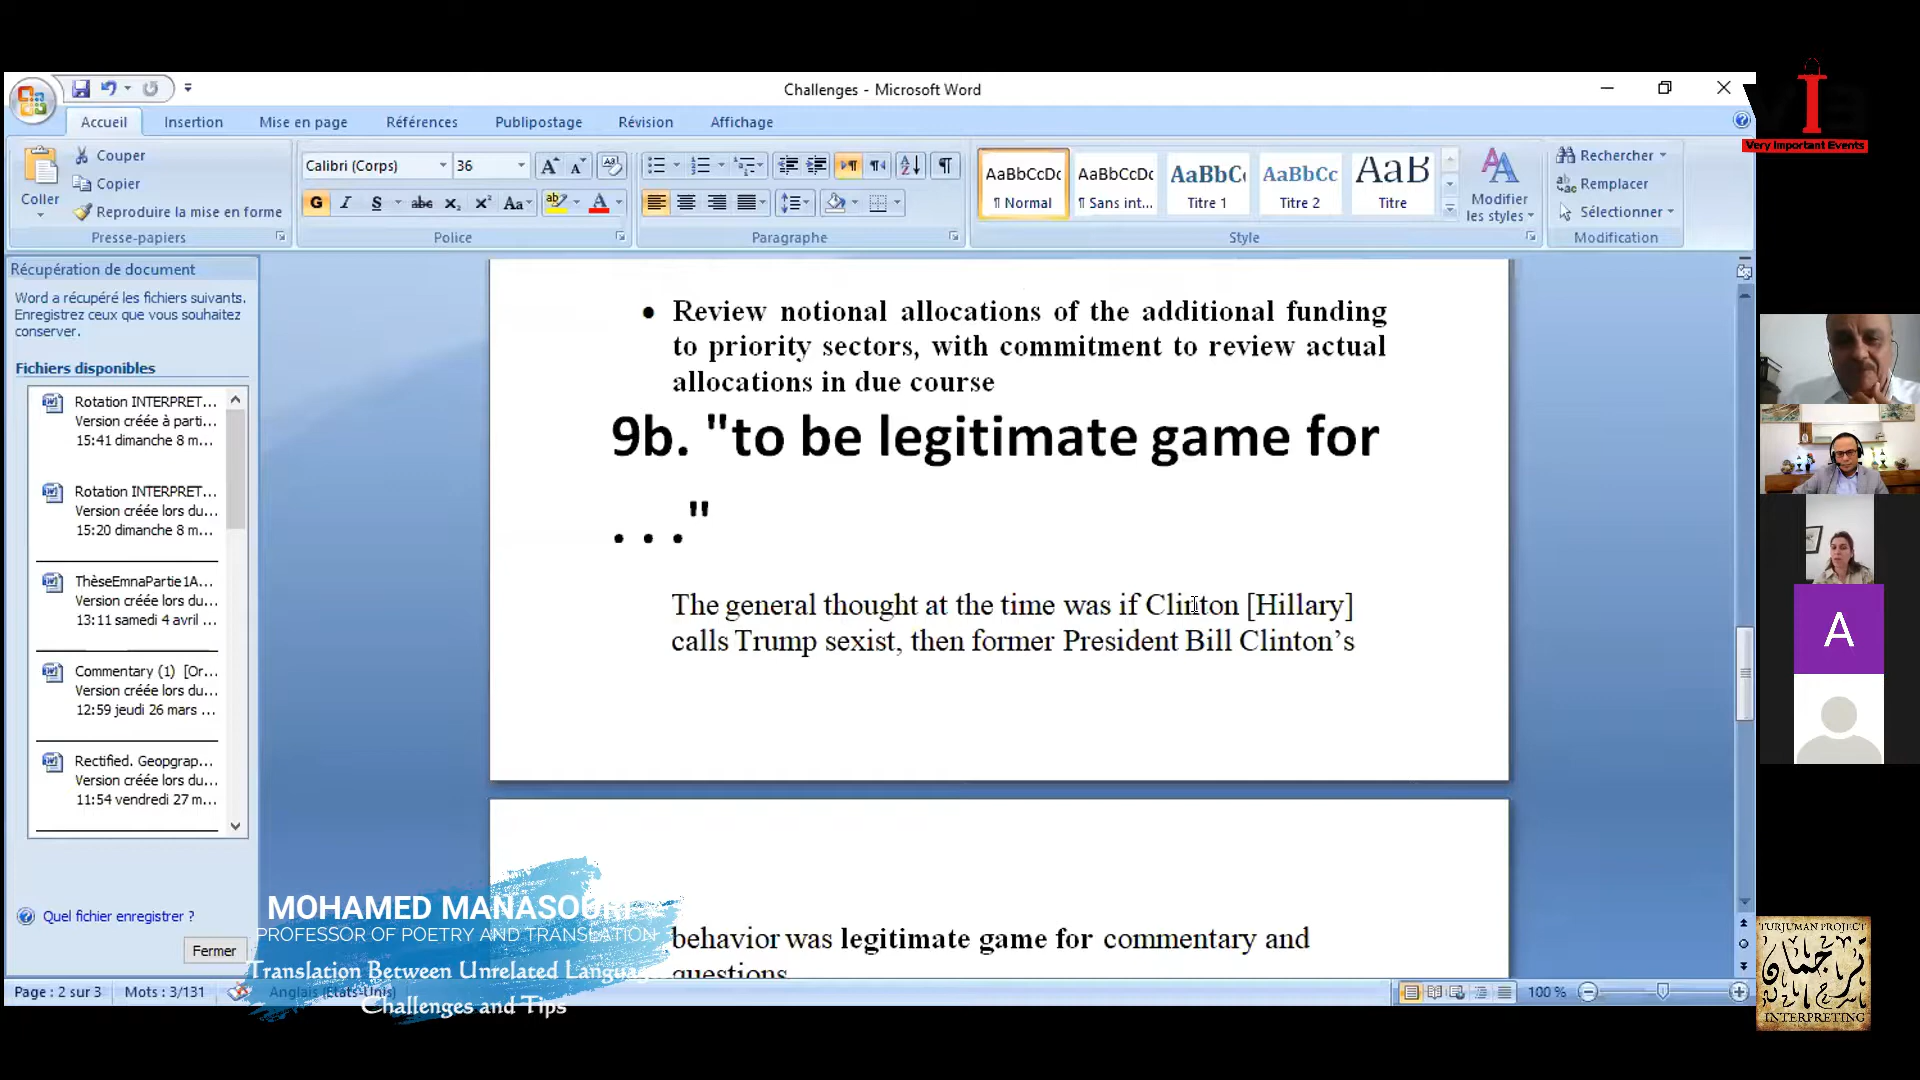 Challenges - Microsoft Word
Accueil Insertion Mise en page Références Publipostage Révision Affichage
Coller
Couper
Copier
Reproduire la mise en forme
Presse-papiers
Calibri (Corps) 36
G I S abc x₂ x² Aa
Police
Paragraphe
AaBbCcDc AaBbCcDc AaBbC AaBbCc AaB
¶ Normal ¶ Sans int... Titre 1 Titre 2 Titre
Modifier
les styles
Style
Rechercher
Remplacer
Sélectionner
Modification
Very Important Events
Récupération de document
Word a récupéré les fichiers suivants.
Enregistrez ceux que vous souhaitez
conserver.
Fichiers disponibles
Rotation INTERPRET...
Version créée à parti...
15:41 dimanche 8 m...
Rotation INTERPRET...
Version créée lors du...
15:20 dimanche 8 m...
ThèseEmnaPartie1A...
Version créée lors du...
13:11 samedi 4 avril ...
Commentary (1) [Or...
Version créée lors du...
12:59 jeudi 26 mars ...
Rectified. Geopgrap...
Version créée lors du...
11:54 vendredi 27 m...
Quel fichier enregistrer ?
Fermer
• Review notional allocations of the additional funding
to priority sectors, with commitment to review actual
allocations in due course
9b. "to be legitimate game for
. . ."
The general thought at the time was if Clinton [Hillary]
calls Trump sexist, then former President Bill Clinton’s
behavior was legitimate game for commentary and
questions
A
MOHAMED MANASOURI
PROFESSOR OF POETRY AND TRANSLATION
Translation Between Unrelated Langua
Challenges and Tips
Page : 2 sur 3 Mots : 3/131 Anglais (États-Unis)
100 %
TURJUMAN PROJECT
ترجمان
INTERPRETING